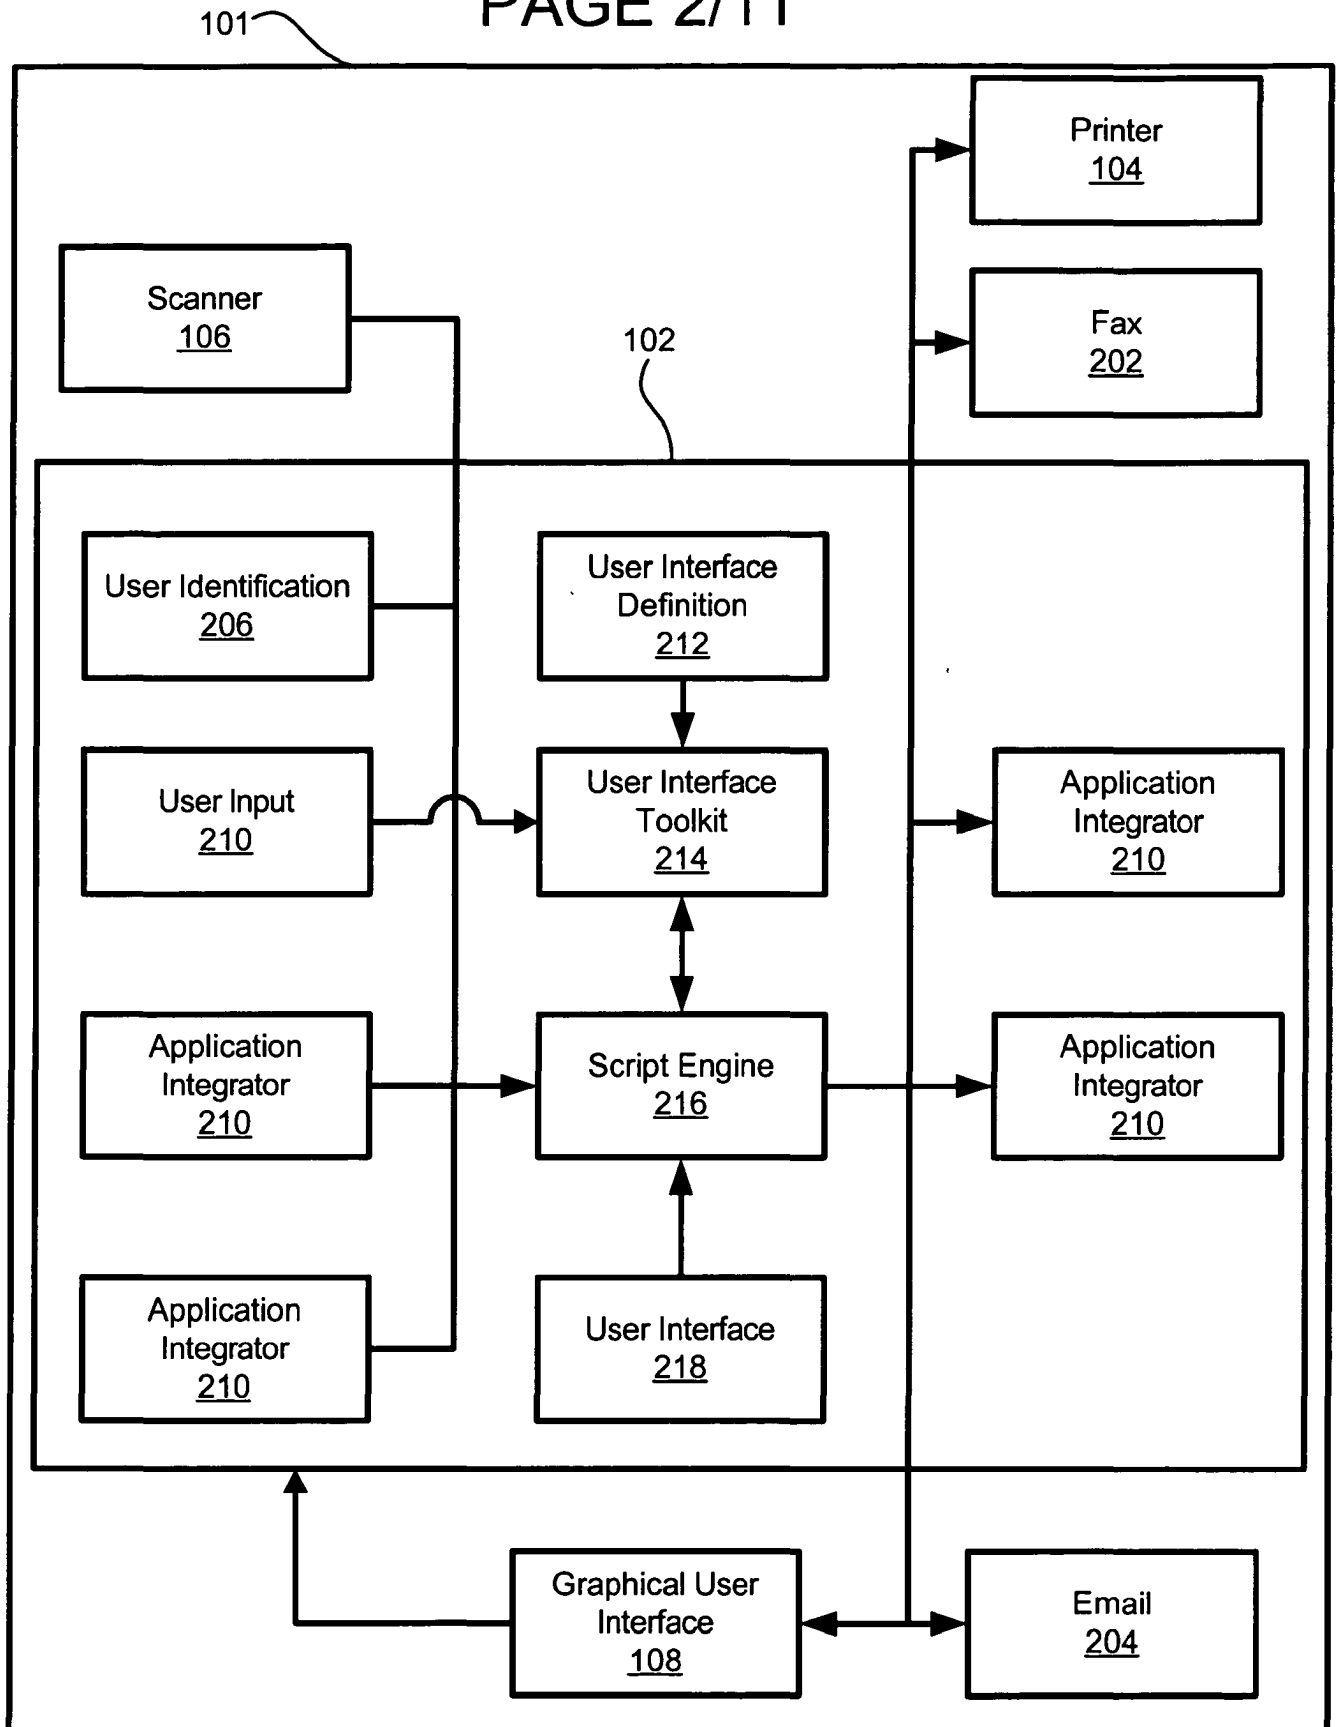 PAGE 2/11
101
Printer
104
Scanner
106
Fax
202
102
User Identification
206
User Interface
Definition
212
User Input
210
User Interface
Toolkit
214
Application
Integrator
210
Application
Integrator
210
Script Engine
216
Application
Integrator
210
Application
Integrator
210
User Interface
218
Graphical User
Interface
108
Email
204